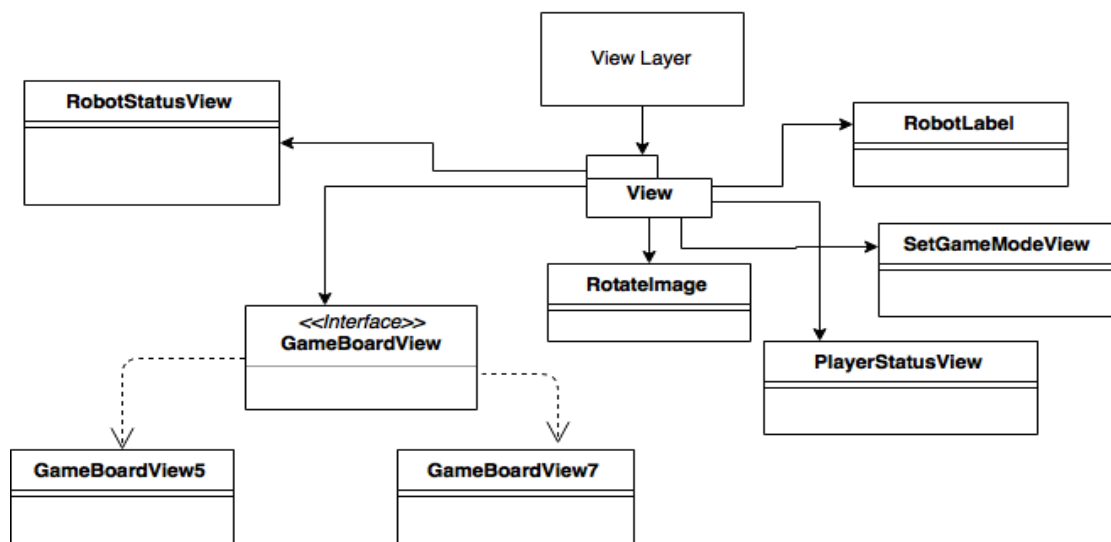 View Layer
RobotStatusView
RobotLabel
View
SetGameModeView
RotateImage
<<Interface>>
GameBoardView
PlayerStatusView
GameBoardView5
GameBoardView7